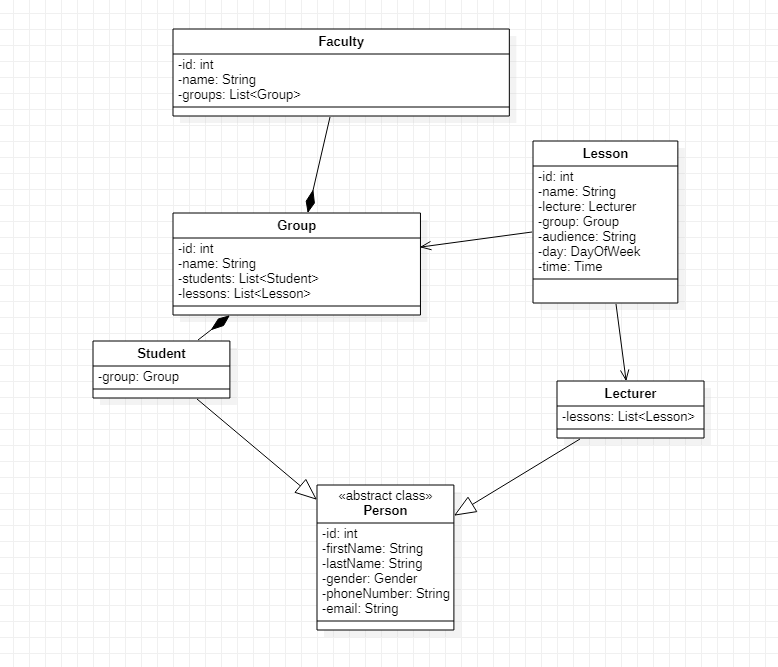 Faculty
-id: int
-name: String
-groups: List<Group>
Lesson
-id: int
-name: String
-lecture: Lecturer
-group: Group
-audience: String
-day: DayOfWeek
-time: Time
Group
-id: int
-name: String
-students: List<Student>
-lessons: List<Lesson>
Student
-group: Group
Lecturer
-lessons: List<Lesson>
«abstract class»
Person
-id: int
-firstName: String
-lastName: String
-gender: Gender
-phoneNumber: String
-email: String